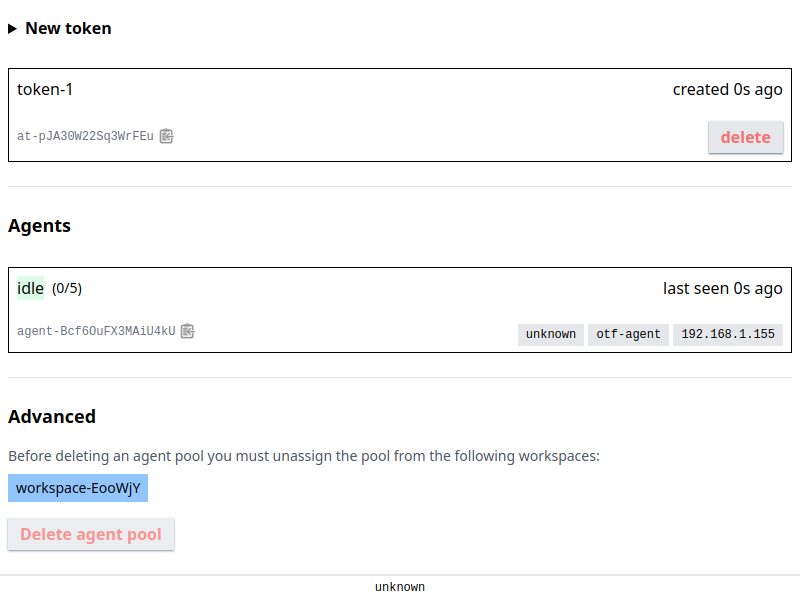 New token
token-1 created 0s ago
at-pJA30W22Sq3WrFEu delete
Agents
idle (0/5) last seen 0s ago
agent-Bcf6OuFX3MAiU4kU unknown otf-agent 192.168.1.155
Advanced
Before deleting an agent pool you must unassign the pool from the following workspaces:
workspace-EooWjY
Delete agent pool
unknown